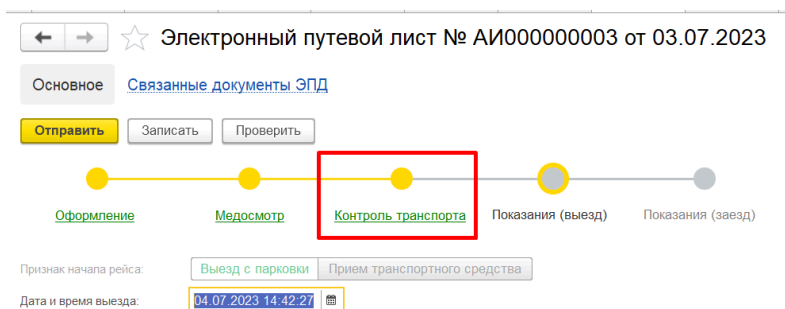 Электронный путевой лист № АИ000000003 от 03.07.2023
Основное Связанные документы ЭПД
Отправить Записать Проверить
Оформление Медосмотр Контроль транспорта Показания (выезд) Показания (заезд)
Признак начала рейса: Выезд с парковки Прием транспортного средства
Дата и время выезда: 04.07.2023 14:42:27